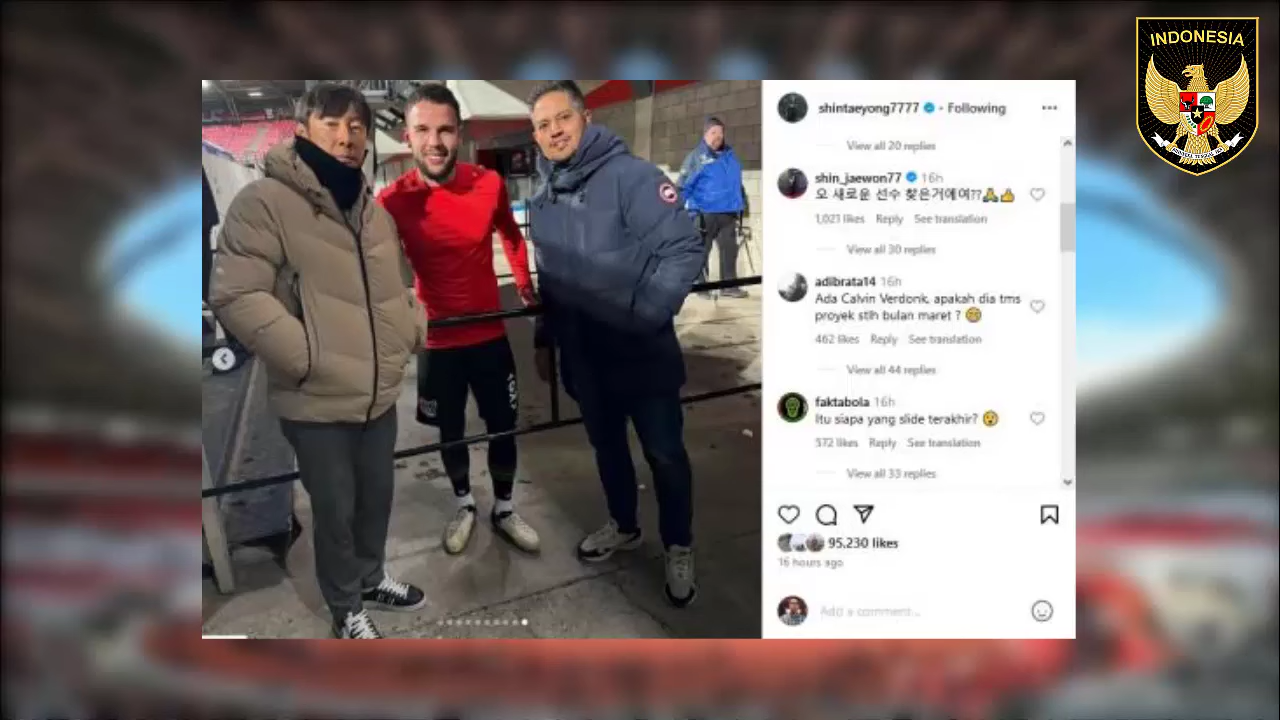 INDONESIA
shintaeyong7777 • Following
View all 20 replies
shin_jaewon77 16h
오 새로운 선수 찾은거에여??🙏👍
1,021 likes Reply See translation
View all 30 replies
adibrata14 16h
Ada Calvin Verdonk, apakah dia tms
proyek stlh bulan maret ? 😁
462 likes Reply See translation
View all 44 replies
faktabola 16h
Itu siapa yang slide terakhir? 😮
572 likes Reply See translation
View all 33 replies
95.230 likes
16 hours ago
Add a comment...